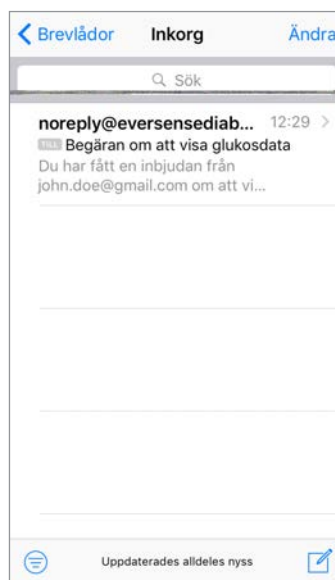 Brevlådor Inkorg Ändra
Sök
noreply@eversensediab... 12:29
TILL Begäran om att visa glukosdata
Du har fått en inbjudan från
john.doe@gmail.com om att vi...
Uppdaterades alldeles nyss